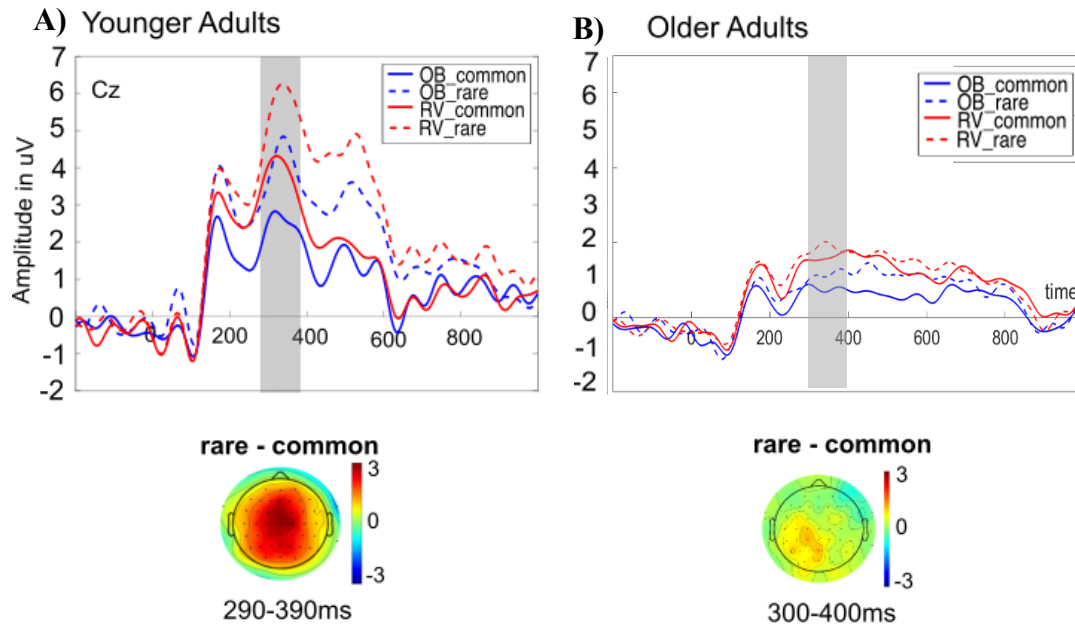 A) Younger Adults
7
6
5
4
3
2
1
0
-1
-2
Amplitude in uV
Cz
OB_common
OB_rare
RV_common
RV_rare
0 200 400 600 800
rare - common
3
0
-3
290-390ms
B) Older Adults
7
6
5
4
3
2
1
0
-1
-2
OB_common
OB_rare
RV_common
RV_rare
time
0 200 400 600 800
rare - common
3
0
-3
300-400ms